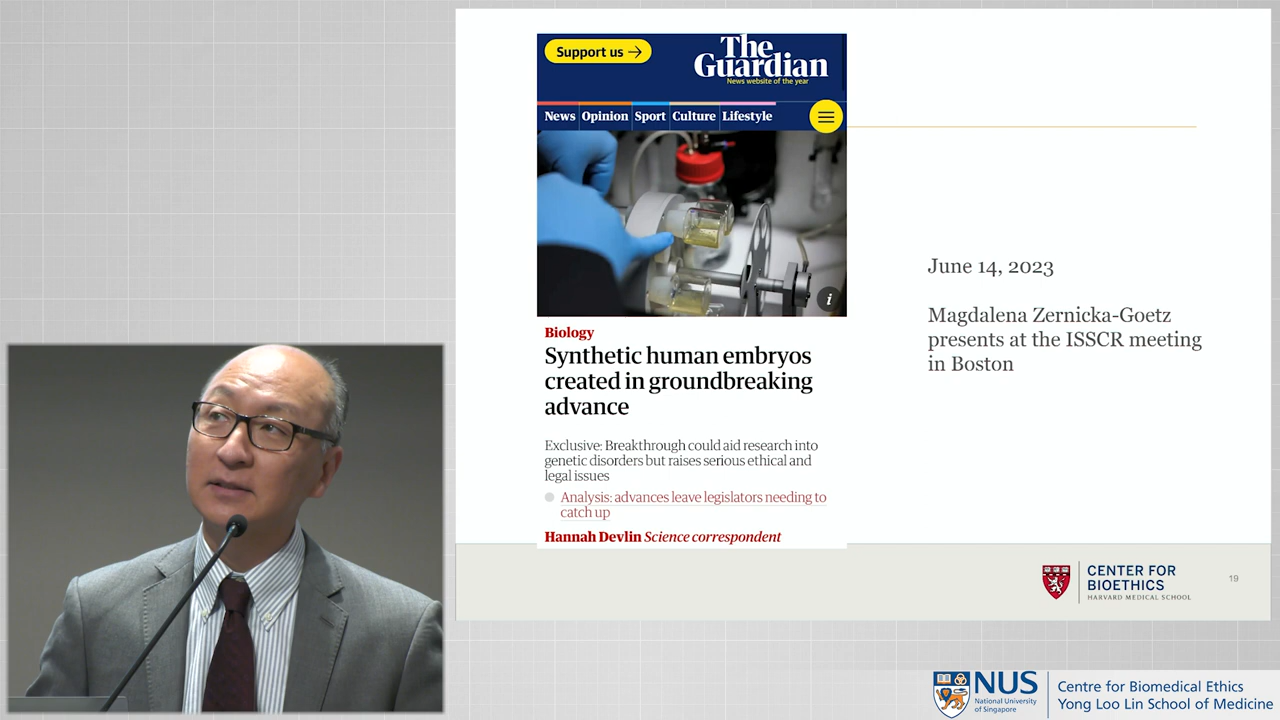 Support us →
The
Guardian
News website of the year
News Opinion Sport Culture Lifestyle
i
Biology
Synthetic human embryos
created in groundbreaking
advance
Exclusive: Breakthrough could aid research into
genetic disorders but raises serious ethical and
legal issues
Analysis: advances leave legislators needing to
catch up
Hannah Devlin Science correspondent
June 14, 2023
Magdalena Zernicka-Goetz
presents at the ISSCR meeting
in Boston
CENTER FOR
BIOETHICS
HARVARD MEDICAL SCHOOL
19
NUS
National University
of Singapore
Centre for Biomedical Ethics
Yong Loo Lin School of Medicine